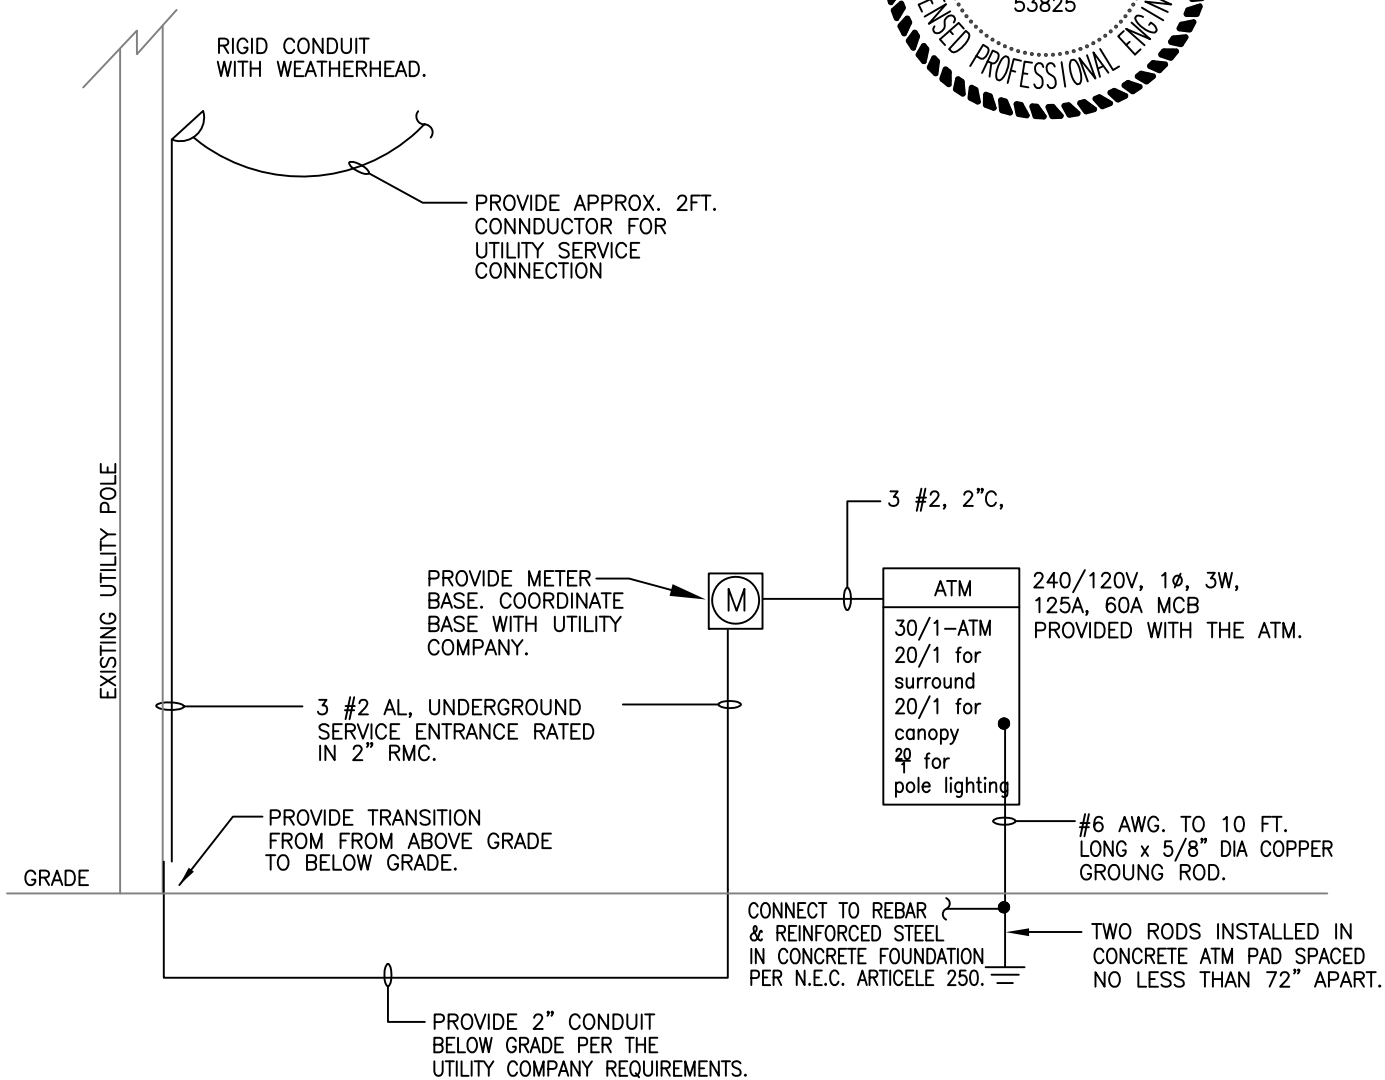 53825
ENSED PROFESSIONAL ENGIN
RIGID CONDUIT
WITH WEATHERHEAD.
PROVIDE APPROX. 2FT.
CONNDUCTOR FOR
UTILITY SERVICE
CONNECTION
EXISTING UTILITY POLE
3 #2, 2"C,
PROVIDE METER
BASE. COORDINATE
BASE WITH UTILITY
COMPANY.
M
ATM
30/1-ATM
20/1 for
surround
20/1 for
canopy
20/1 for
pole lighting
240/120V, 1ø, 3W,
125A, 60A MCB
PROVIDED WITH THE ATM.
3 #2 AL, UNDERGROUND
SERVICE ENTRANCE RATED
IN 2" RMC.
PROVIDE TRANSITION
FROM FROM ABOVE GRADE
TO BELOW GRADE.
GRADE
#6 AWG. TO 10 FT.
LONG x 5/8" DIA COPPER
GROUNG ROD.
CONNECT TO REBAR
& REINFORCED STEEL
IN CONCRETE FOUNDATION
PER N.E.C. ARTICELE 250.
TWO RODS INSTALLED IN
CONCRETE ATM PAD SPACED
NO LESS THAN 72" APART.
PROVIDE 2" CONDUIT
BELOW GRADE PER THE
UTILITY COMPANY REQUIREMENTS.